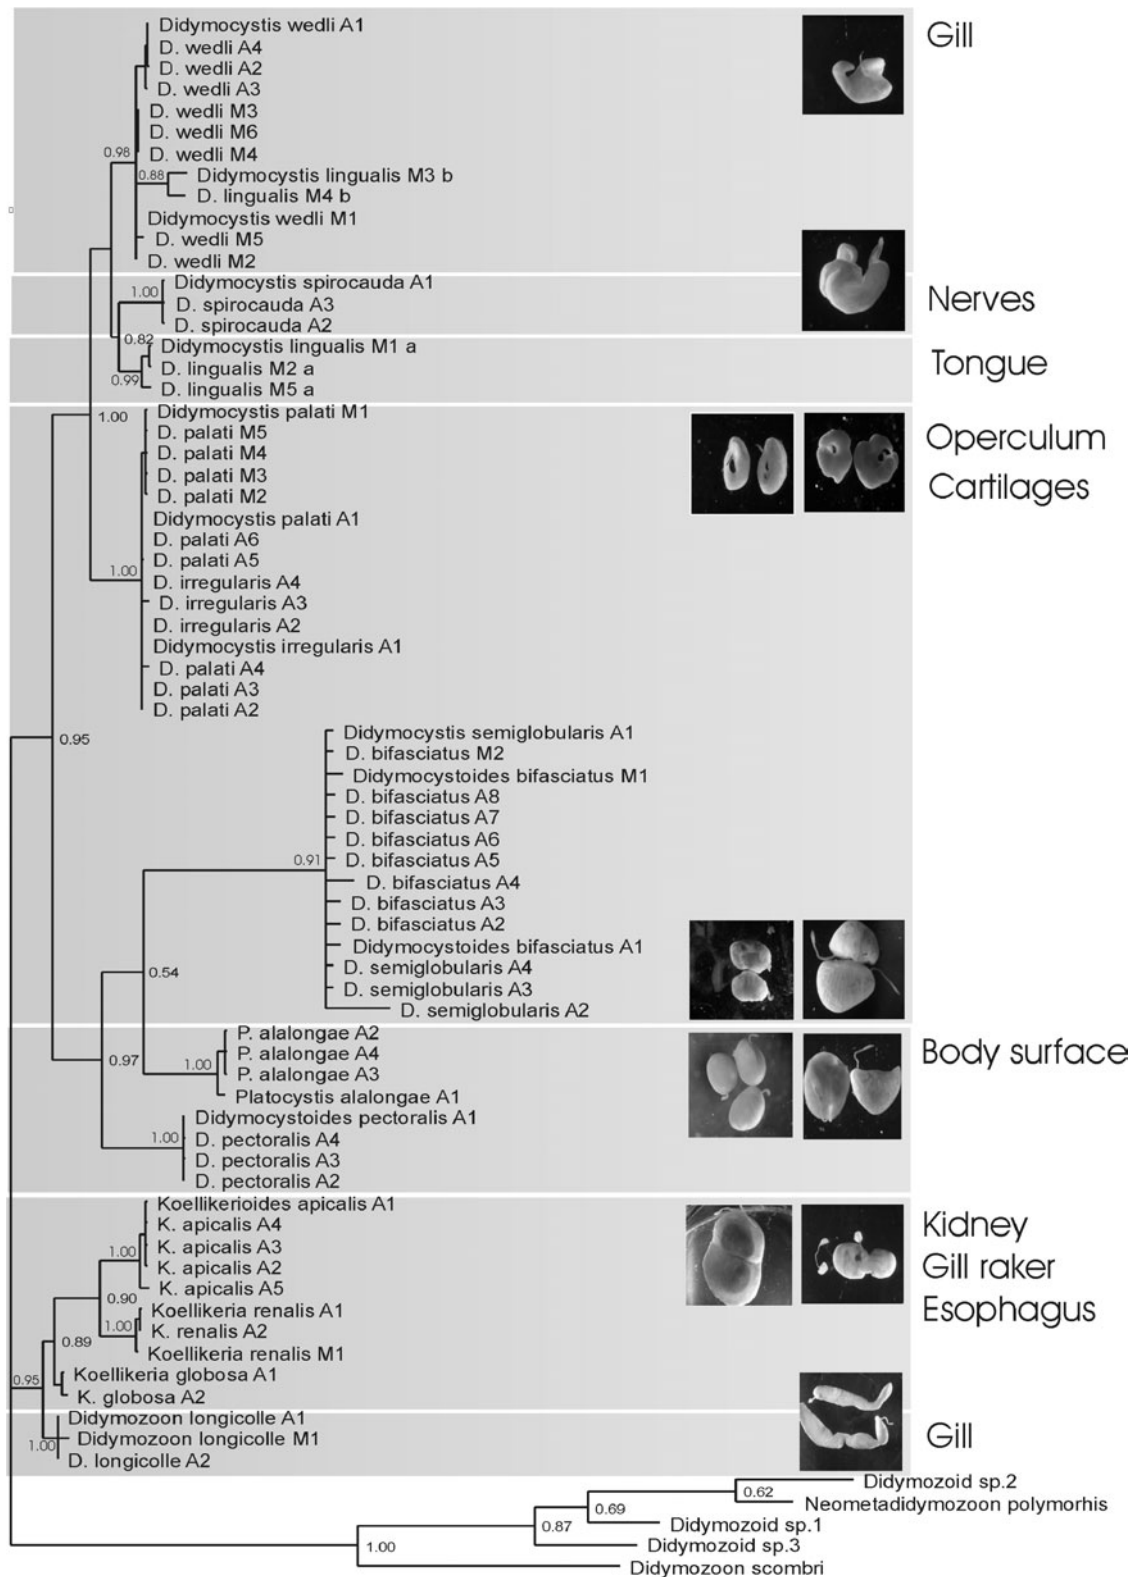 Didymocystis wedli A1
Gill
D. wedli A4
D. wedli A2
D. wedli A3
D. wedli M3
D. wedli M6
D. wedli M4
0.98
0.88
Didymocystis lingualis M3 b
D. lingualis M4 b
Didymocystis wedli M1
D. wedli M5
D. wedli M2
Didymocystis spirocauda A1
1.00
D. spirocauda A3
Nerves
D. spirocauda A2
0.82
Didymocystis lingualis M1 a
D. lingualis M2 a
Tongue
0.99
D. lingualis M5 a
1.00
Didymocystis palati M1
D. palati M5
Operculum
D. palati M4
D. palati M3
Cartilages
D. palati M2
Didymocystis palati A1
D. palati A6
D. palati A5
1.00
D. irregularis A4
D. irregularis A3
D. irregularis A2
Didymocystis irregularis A1
D. palati A4
D. palati A3
D. palati A2
0.95
Didymocystis semiglobularis A1
D. bifasciatus M2
Didymocystoides bifasciatus M1
D. bifasciatus A8
D. bifasciatus A7
D. bifasciatus A6
0.91
D. bifasciatus A5
D. bifasciatus A4
D. bifasciatus A3
D. bifasciatus A2
Didymocystoides bifasciatus A1
0.54
D. semiglobularis A4
D. semiglobularis A3
D. semiglobularis A2
P. alalongae A2
0.97
1.00
P. alalongae A4
Body surface
P. alalongae A3
Platocystis alalongae A1
Didymocystoides pectoralis A1
1.00
D. pectoralis A4
D. pectoralis A3
D. pectoralis A2
Koellikerioides apicalis A1
K. apicalis A4
Kidney
1.00
K. apicalis A3
K. apicalis A2
Gill raker
K. apicalis A5
0.90
Koellikeria renalis A1
Esophagus
1.00
K. renalis A2
0.89
Koellikeria renalis M1
0.95
Koellikeria globosa A1
K. globosa A2
Didymozoon longicolle A1
1.00
Didymozoon longicolle M1
Gill
D. longicolle A2
Didymozoid sp.2
0.62
Neometadidymozoon polymorhis
0.69
Didymozoid sp.1
0.87
Didymozoid sp.3
1.00
Didymozoon scombri